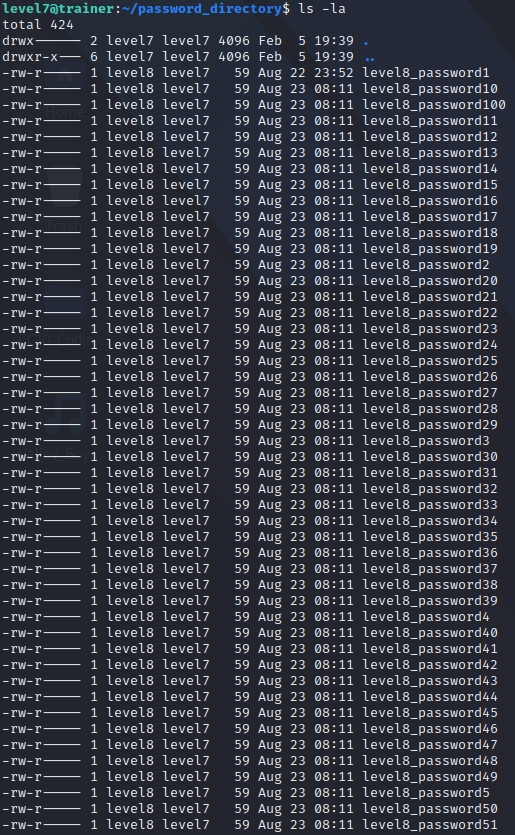 level7@trainer:~/password_directory$ ls -la
total 424
drwx------ 2 level7 level7 4096 Feb  5 19:39 .
drwxr-x--- 6 level7 level7 4096 Feb  5 19:39 ..
-rw-r----- 1 level8 level7   59 Aug 22 23:52 level8_password1
-rw-r----- 1 level8 level7   59 Aug 23 08:11 level8_password10
-rw-r----- 1 level8 level7   59 Aug 23 08:11 level8_password100
-rw-r----- 1 level8 level7   59 Aug 23 08:11 level8_password11
-rw-r----- 1 level8 level7   59 Aug 23 08:11 level8_password12
-rw-r----- 1 level8 level7   59 Aug 23 08:11 level8_password13
-rw-r----- 1 level8 level7   59 Aug 23 08:11 level8_password14
-rw-r----- 1 level8 level7   59 Aug 23 08:11 level8_password15
-rw-r----- 1 level8 level7   59 Aug 23 08:11 level8_password16
-rw-r----- 1 level8 level7   59 Aug 23 08:11 level8_password17
-rw-r----- 1 level8 level7   59 Aug 23 08:11 level8_password18
-rw-r----- 1 level8 level7   59 Aug 23 08:11 level8_password19
-rw-r----- 1 level8 level7   59 Aug 23 08:11 level8_password2
-rw-r----- 1 level8 level7   59 Aug 23 08:11 level8_password20
-rw-r----- 1 level8 level7   59 Aug 23 08:11 level8_password21
-rw-r----- 1 level8 level7   59 Aug 23 08:11 level8_password22
-rw-r----- 1 level8 level7   59 Aug 23 08:11 level8_password23
-rw-r----- 1 level8 level7   59 Aug 23 08:11 level8_password24
-rw-r----- 1 level8 level7   59 Aug 23 08:11 level8_password25
-rw-r----- 1 level8 level7   59 Aug 23 08:11 level8_password26
-rw-r----- 1 level8 level7   59 Aug 23 08:11 level8_password27
-rw-r----- 1 level8 level7   59 Aug 23 08:11 level8_password28
-rw-r----- 1 level8 level7   59 Aug 23 08:11 level8_password29
-rw-r----- 1 level8 level7   59 Aug 23 08:11 level8_password3
-rw-r----- 1 level8 level7   59 Aug 23 08:11 level8_password30
-rw-r----- 1 level8 level7   59 Aug 23 08:11 level8_password31
-rw-r----- 1 level8 level7   59 Aug 23 08:11 level8_password32
-rw-r----- 1 level8 level7   59 Aug 23 08:11 level8_password33
-rw-r----- 1 level8 level7   59 Aug 23 08:11 level8_password34
-rw-r----- 1 level8 level7   59 Aug 23 08:11 level8_password35
-rw-r----- 1 level8 level7   59 Aug 23 08:11 level8_password36
-rw-r----- 1 level8 level7   59 Aug 23 08:11 level8_password37
-rw-r----- 1 level8 level7   59 Aug 23 08:11 level8_password38
-rw-r----- 1 level8 level7   59 Aug 23 08:11 level8_password39
-rw-r----- 1 level8 level7   59 Aug 23 08:11 level8_password4
-rw-r----- 1 level8 level7   59 Aug 23 08:11 level8_password40
-rw-r----- 1 level8 level7   59 Aug 23 08:11 level8_password41
-rw-r----- 1 level8 level7   59 Aug 23 08:11 level8_password42
-rw-r----- 1 level8 level7   59 Aug 23 08:11 level8_password43
-rw-r----- 1 level8 level7   59 Aug 23 08:11 level8_password44
-rw-r----- 1 level8 level7   59 Aug 23 08:11 level8_password45
-rw-r----- 1 level8 level7   59 Aug 23 08:11 level8_password46
-rw-r----- 1 level8 level7   59 Aug 23 08:11 level8_password47
-rw-r----- 1 level8 level7   59 Aug 23 08:11 level8_password48
-rw-r----- 1 level8 level7   59 Aug 23 08:11 level8_password49
-rw-r----- 1 level8 level7   59 Aug 23 08:11 level8_password5
-rw-r----- 1 level8 level7   59 Aug 23 08:11 level8_password50
-rw-r----- 1 level8 level7   59 Aug 23 08:11 level8_password51